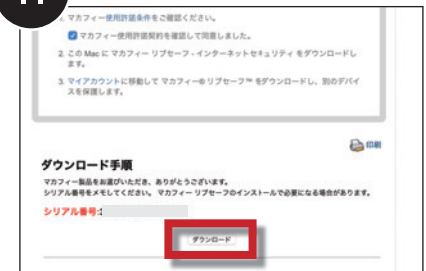 1. マカフィー使用許諾条件をご確認ください。
マカフィー使用許諾契約を確認して同意しました。
2. この Mac に マカフィー リブセーフ・インターネットセキュリティ をダウンロードし
ます。
3. マイアカウントに移動して マカフィー® リブセーフ™ をダウンロードし、別のデバイ
スを保護します。
印刷
ダウンロード手順
マカフィー製品をお選びいただき、ありがとうございます。
シリアル番号をメモしてください。マカフィー リブセーフのインストールで必要になる場合があります。
シリアル番号:
ダウンロード